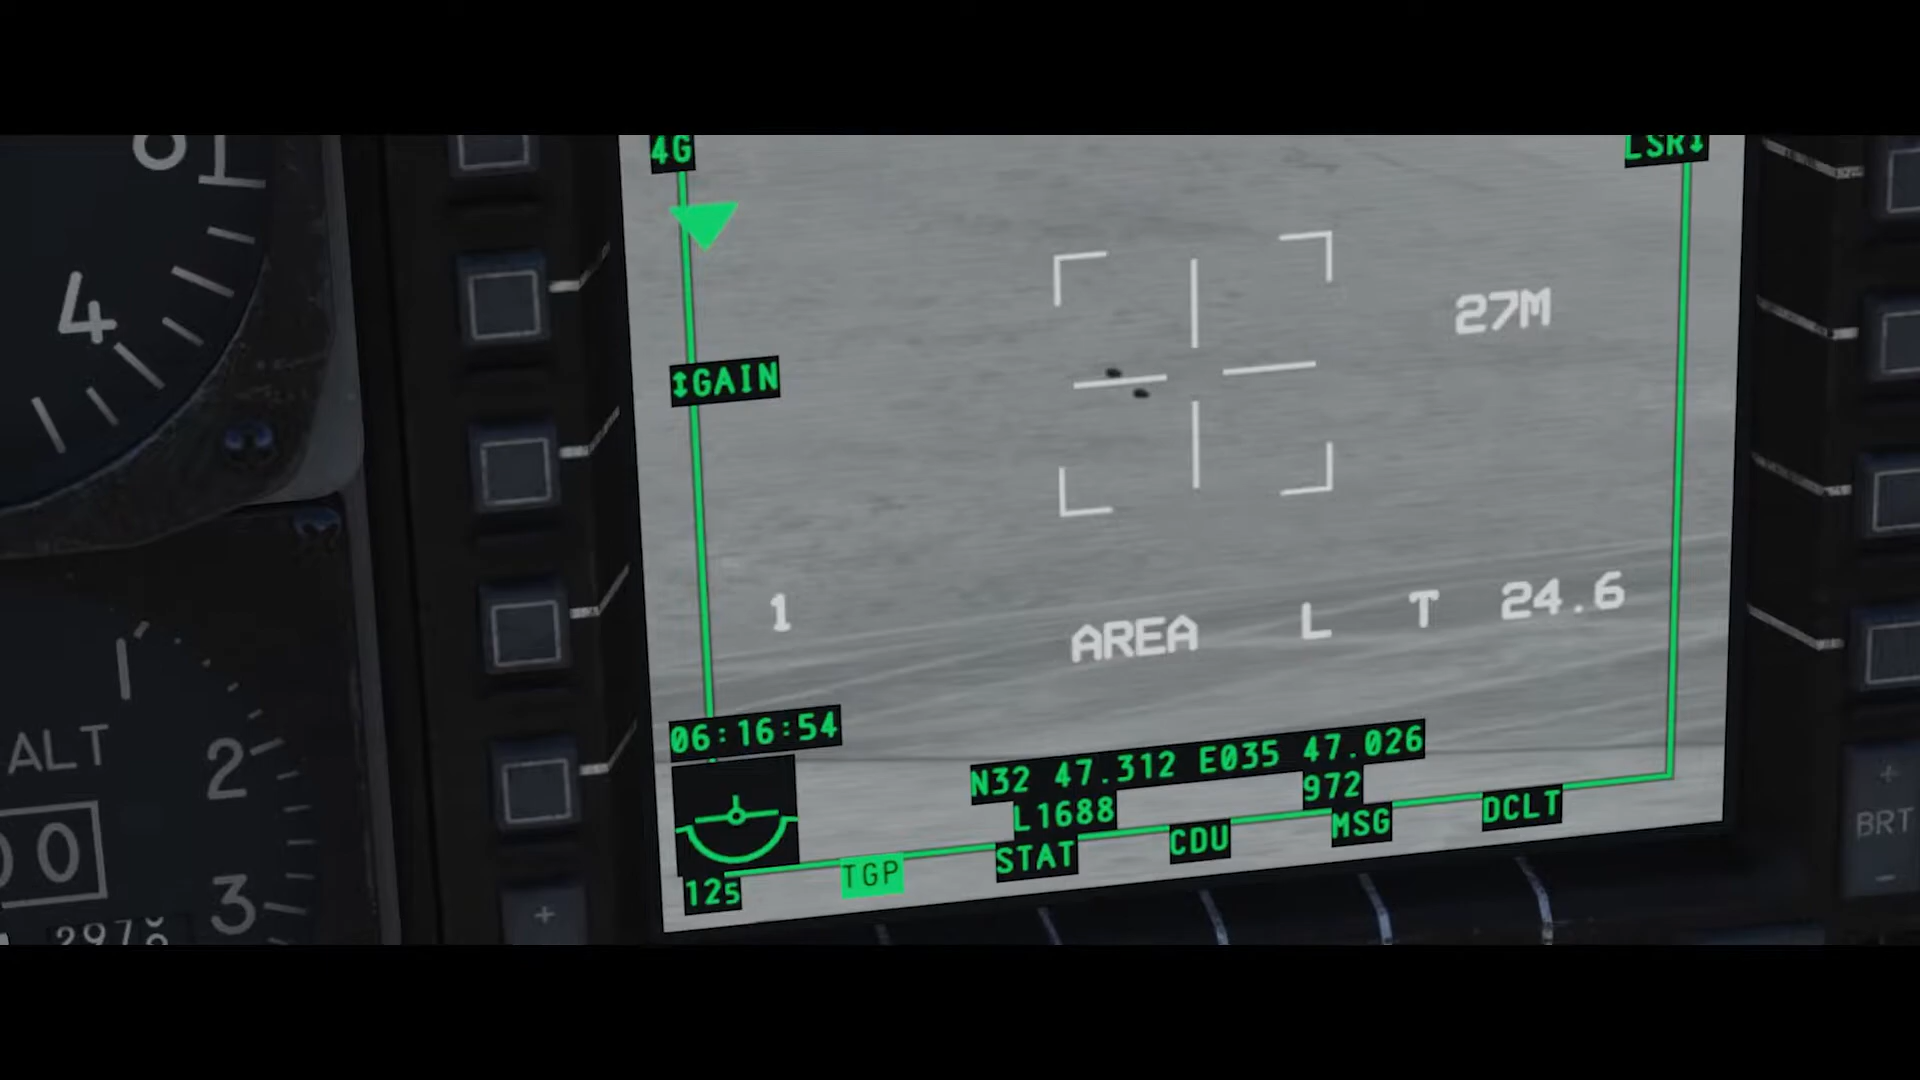 4G
LSR↓
6
27M
4
↕GAIN
1
24.6
AREA L T
06:16:54
N32 47.312 E035 47.026
L1688
972
1
ALT
2
3
125
TGP
STAT
CDU
MSG
DCLT
BRT
+
-
+